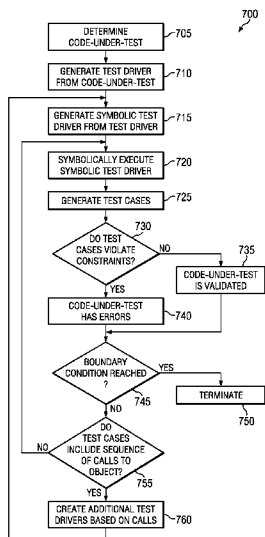 700
DETERMINE
CODE-UNDER-TEST
705
GENERATE TEST DRIVER
FROM CODE-UNDER-TEST
710
GENERATE SYMBOLIC TEST
DRIVER FROM TEST DRIVER
715
SYMBOLICALLY EXECUTE
SYMBOLIC TEST DRIVER
720
GENERATE TEST CASES
725
730
DO TEST
CASES VIOLATE
CONSTRAINTS?
NO
735
CODE-UNDER-TEST
IS VALIDATED
YES
CODE-UNDER-TEST
HAS ERRORS
740
BOUNDARY
CONDITION REACHED
?
YES
745
TERMINATE
750
NO
DO
TEST CASES
INCLUDE SEQUENCE
OF CALLS TO
OBJECT?
NO
755
YES
CREATE ADDITIONAL TEST
DRIVERS BASED ON CALLS
760